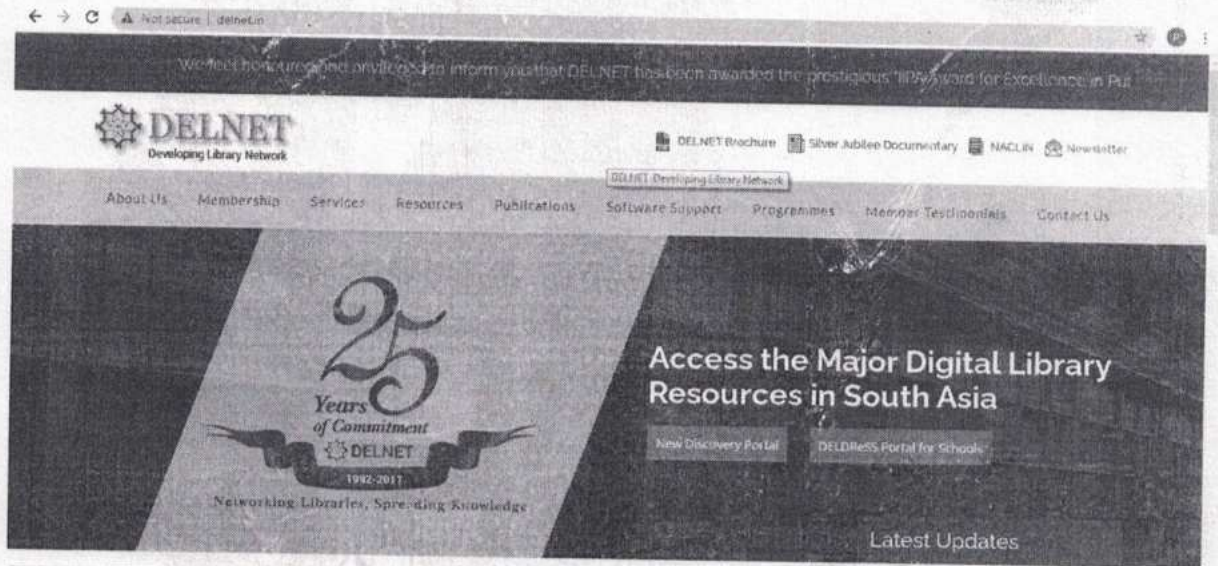 Not secure | delnet.in
We feel honoured and privileged to inform you that DELNET has been awarded the prestigious "IIPA Award for Excellence in Pub
DELNET
Developing Library Network
DELNET Brochure Silver Jubilee Documentary NACLIN Newsletter
DELNET-Developing Library Network
About Us Membership Services Resources Publications Software Support Programmes Member Testimonials Contact Us
25
Years
of Commitment
DELNET
1992-2017
Networking Libraries, Spreading Knowledge
Access the Major Digital Library
Resources in South Asia
New Discovery Portal DELDReSS Portal for Schools
Latest Updates